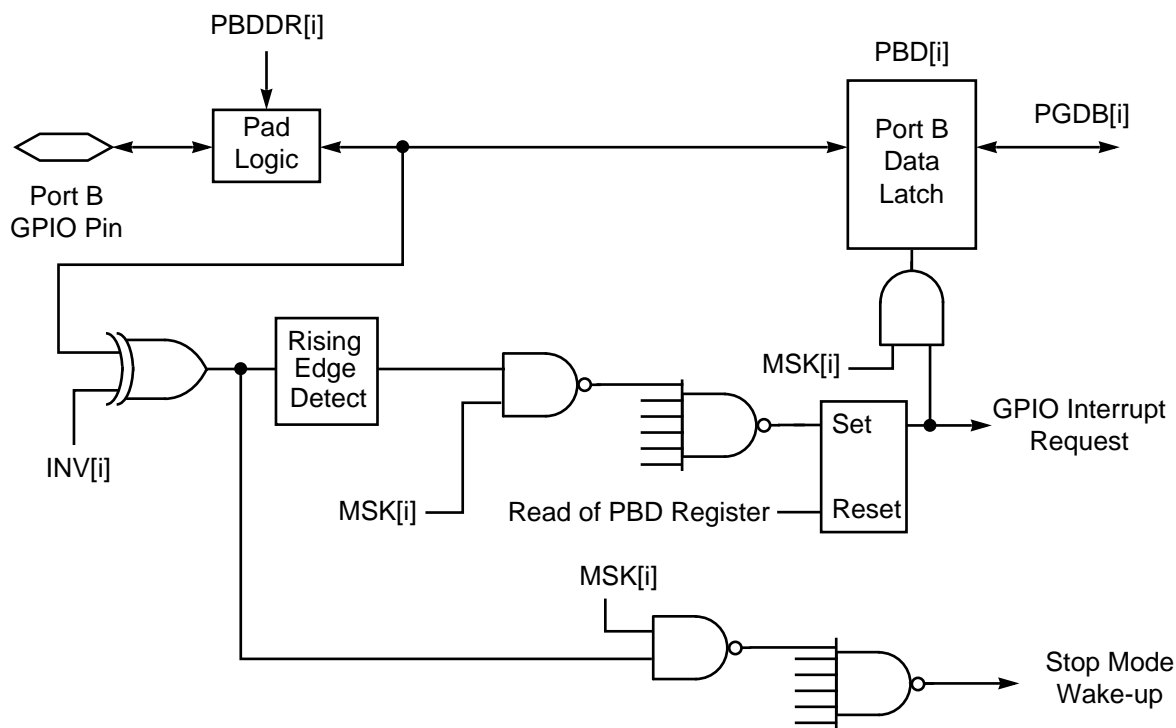 PBDDR[i]
PBD[i]
Pad
Logic
Port B
Data
Latch
PGDB[i]
Port B
GPIO Pin
MSK[i]
Rising
Edge
Detect
INV[i]
MSK[i]
Set
Reset
Read of PBD Register
GPIO Interrupt
Request
MSK[i]
Stop Mode
Wake-up